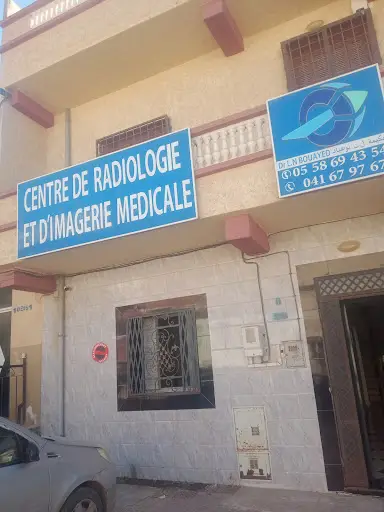 CENTRE DE RADIOLOGIE
ET D'IMAGERIE MEDICALE
Dr L.N BOUAYED
05 58 69 43 54
041 67 97 67